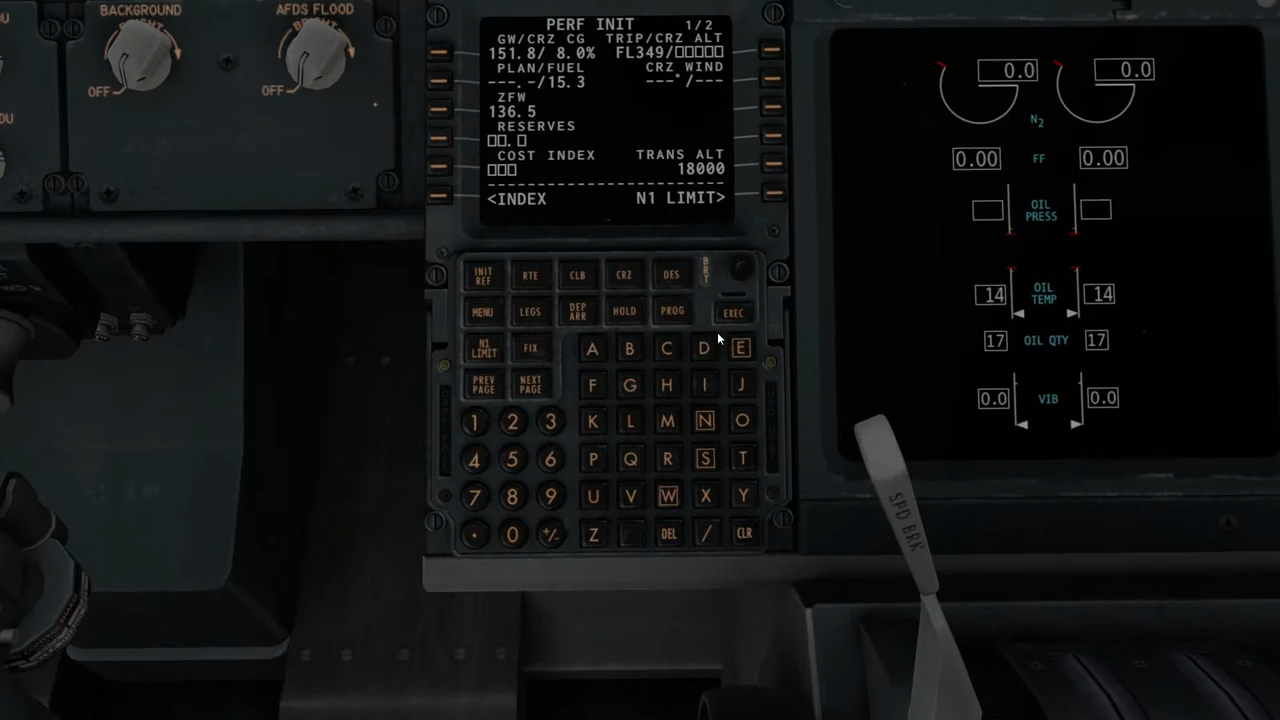 BACKGROUND
BRIGHT
OFF
AFDS FLOOD
BRIGHT
OFF
DU
PERF INIT 1/2
GW/CRZ CG TRIP/CRZ ALT
151.8/ 8.0% FL349/□□□□□
PLAN/FUEL CRZ WIND
---.-/15.3 ---°/---
ZFW
136.5
RESERVES
□□.□
COST INDEX TRANS ALT
□□□ 18000
<INDEX N1 LIMIT>
INIT REF RTE CLB CRZ DES BRT
MENU LEGS DEP ARR HOLD PROG EXEC
N1 LIMIT FIX A B C D E
PREV PAGE NEXT PAGE F G H I J
1 2 3 K L M N O
4 5 6 P Q R S T
7 8 9 U V W X Y
. 0 +/- Z DEL / CLR
0.0 0.0
N2
0.00 FF 0.00
OIL PRESS
14 OIL TEMP 14
17 OIL QTY 17
0.0 VIB 0.0
SPD BRK